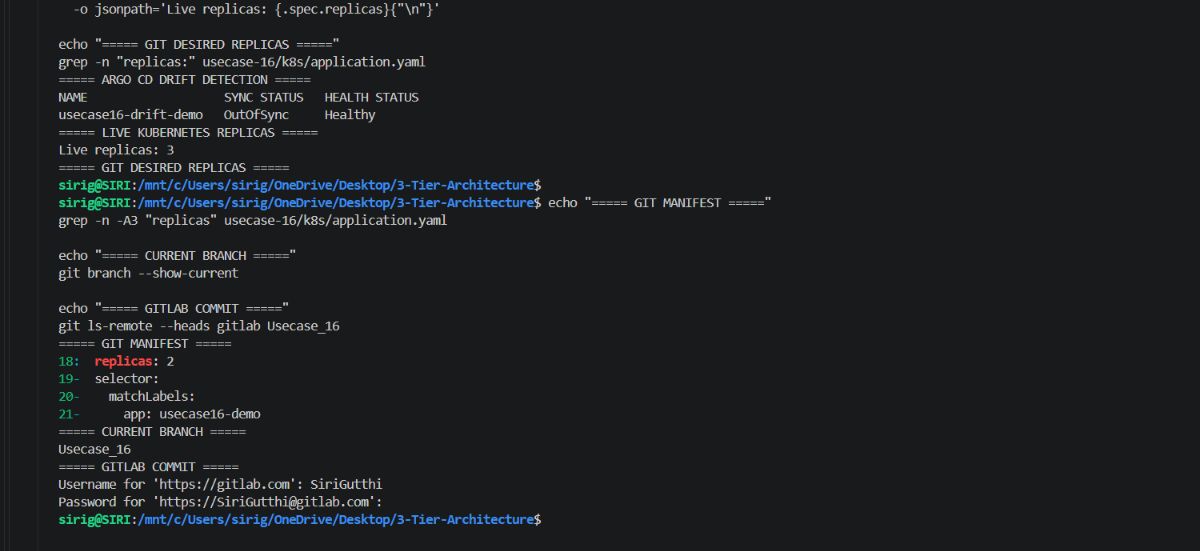 -o jsonpath='Live replicas: {.spec.replicas}{"\n"}'
echo "===== GIT DESIRED REPLICAS ====="
grep -n "replicas:" usecase-16/k8s/application.yaml
===== ARGO CD DRIFT DETECTION =====
NAME SYNC STATUS HEALTH STATUS
usecase16-drift-demo OutOfSync Healthy
===== LIVE KUBERNETES REPLICAS =====
Live replicas: 3
===== GIT DESIRED REPLICAS =====
sirig@SIRI:/mnt/c/Users/sirig/OneDrive/Desktop/3-Tier-Architecture$
sirig@SIRI:/mnt/c/Users/sirig/OneDrive/Desktop/3-Tier-Architecture$ echo "===== GIT MANIFEST ====="
grep -n -A3 "replicas" usecase-16/k8s/application.yaml
echo "===== CURRENT BRANCH ====="
git branch --show-current
echo "===== GITLAB COMMIT ====="
git ls-remote --heads gitlab Usecase_16
===== GIT MANIFEST =====
18: replicas: 2
19- selector:
20- matchLabels:
21- app: usecase16-demo
===== CURRENT BRANCH =====
Usecase_16
===== GITLAB COMMIT =====
Username for 'https://gitlab.com': SiriGutthi
Password for 'https://SiriGutthi@gitlab.com':
sirig@SIRI:/mnt/c/Users/sirig/OneDrive/Desktop/3-Tier-Architecture$